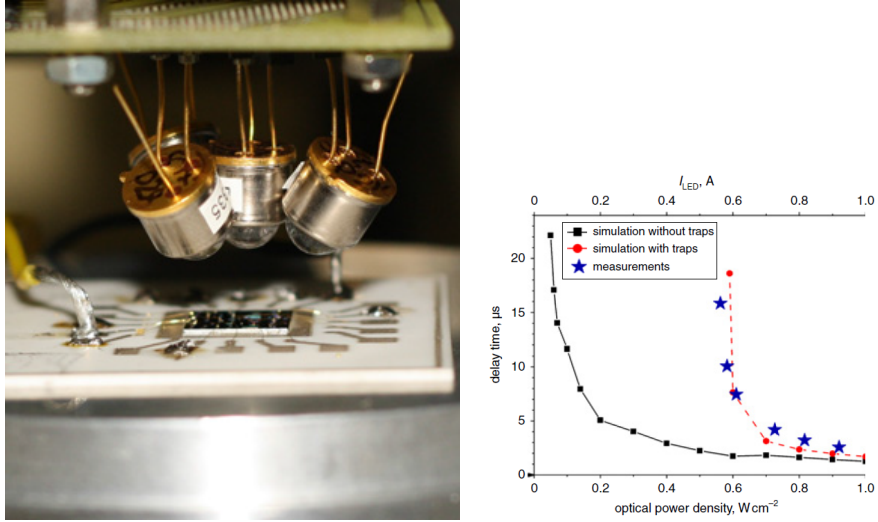 935
I_LED, A
0 0.2 0.4 0.6 0.8 1.0
simulation without traps
simulation with traps
measurements
20
15
10
5
0
delay time, µs
0 0.2 0.4 0.6 0.8 1.0
optical power density, W cm⁻²